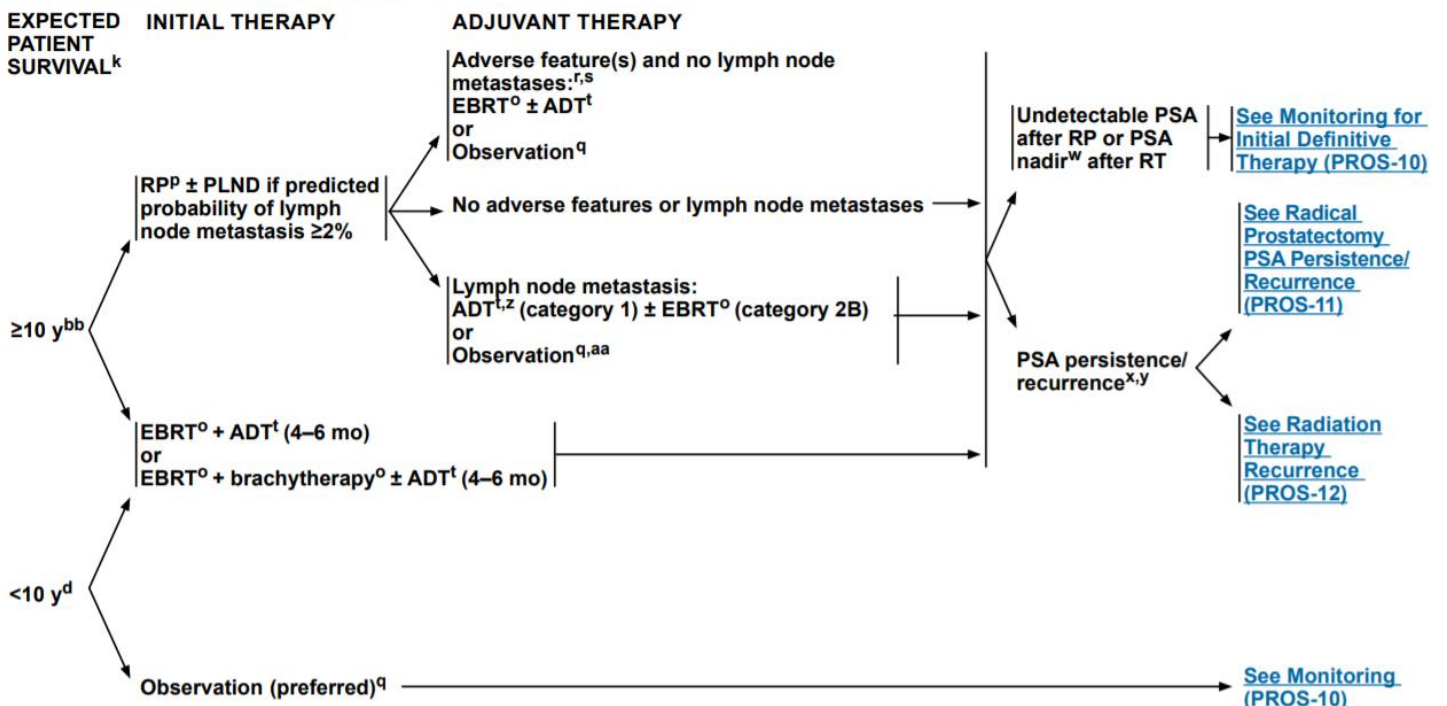 EXPECTED PATIENT SURVIVALᵏ
INITIAL THERAPY
ADJUVANT THERAPY
≥10 yᵇᵇ
<10 yᵈ
RPᵖ ± PLND if predicted
probability of lymph
node metastasis ≥2%
EBRTᵒ + ADTᵗ (4–6 mo)
or
EBRTᵒ + brachytherapyᵒ ± ADTᵗ (4–6 mo)
Observation (preferred)ᑫ
Adverse feature(s) and no lymph node
metastases:ʳ,ˢ
EBRTᵒ ± ADTᵗ
or
Observationᑫ
No adverse features or lymph node metastases
Lymph node metastasis:
ADTᵗ,ᶻ (category 1) ± EBRTᵒ (category 2B)
or
Observationᑫ,ᵃᵃ
Undetectable PSA
after RP or PSA
nadirʷ after RT
See Monitoring for
Initial Definitive
Therapy (PROS-10)
PSA persistence/
recurrenceˣ,ʸ
See Radical
Prostatectomy
PSA Persistence/
Recurrence
(PROS-11)
See Radiation
Therapy
Recurrence
(PROS-12)
See Monitoring
(PROS-10)